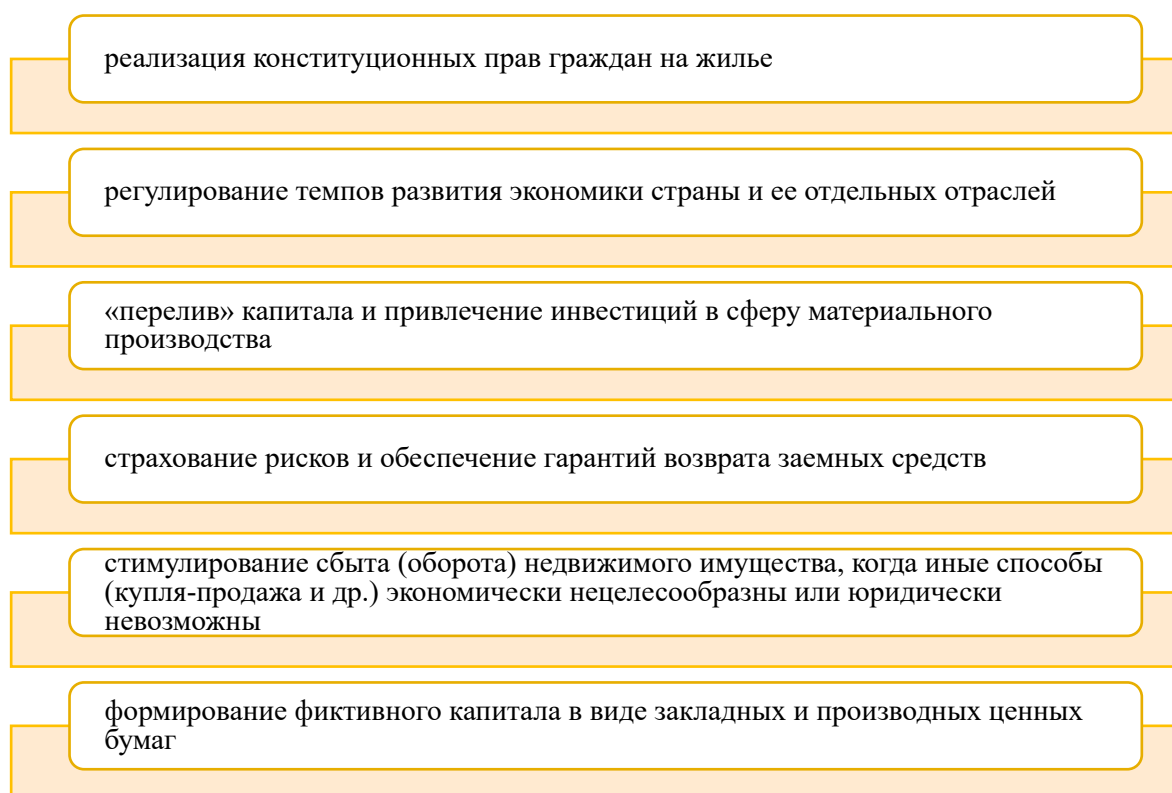 реализация конституционных прав граждан на жилье
регулирование темпов развития экономики страны и ее отдельных отраслей
«перелив» капитала и привлечение инвестиций в сферу материального
производства
страхование рисков и обеспечение гарантий возврата заемных средств
стимулирование сбыта (оборота) недвижимого имущества, когда иные способы
(купля-продажа и др.) экономически нецелесообразны или юридически
невозможны
формирование фиктивного капитала в виде закладных и производных ценных
бумаг